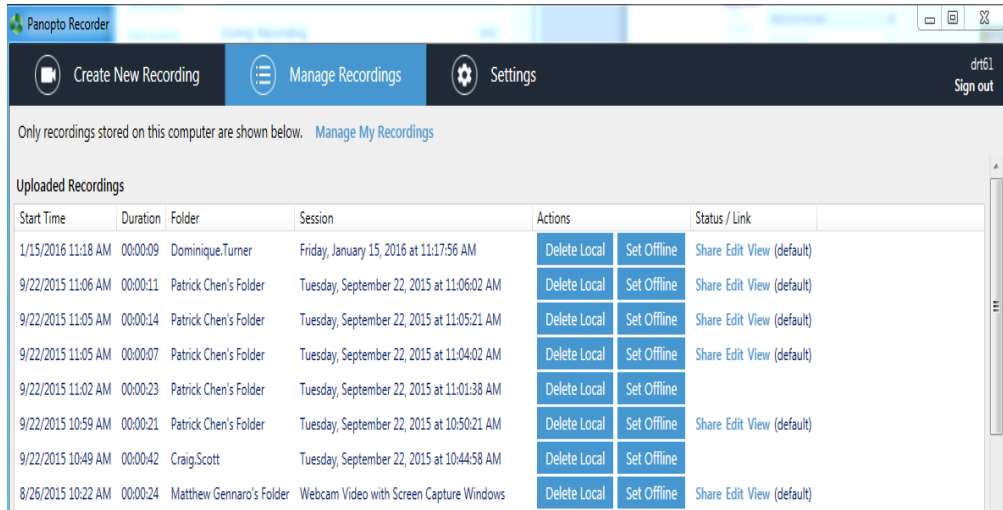 Panopto Recorder
Create New Recording Manage Recordings Settings drt61
Sign out
Only recordings stored on this computer are shown below. Manage My Recordings
Uploaded Recordings
Start Time Duration Folder Session Actions Status / Link
1/15/2016 11:18 AM 00:00:09 Dominique.Turner Friday, January 15, 2016 at 11:17:56 AM Delete Local Set Offline Share Edit View (default)
9/22/2015 11:06 AM 00:00:11 Patrick Chen's Folder Tuesday, September 22, 2015 at 11:06:02 AM Delete Local Set Offline Share Edit View (default)
9/22/2015 11:05 AM 00:00:14 Patrick Chen's Folder Tuesday, September 22, 2015 at 11:05:21 AM Delete Local Set Offline Share Edit View (default)
9/22/2015 11:05 AM 00:00:07 Patrick Chen's Folder Tuesday, September 22, 2015 at 11:04:02 AM Delete Local Set Offline Share Edit View (default)
9/22/2015 11:02 AM 00:00:23 Patrick Chen's Folder Tuesday, September 22, 2015 at 11:01:38 AM Delete Local Set Offline
9/22/2015 10:59 AM 00:00:21 Patrick Chen's Folder Tuesday, September 22, 2015 at 10:50:21 AM Delete Local Set Offline Share Edit View (default)
9/22/2015 10:49 AM 00:00:42 Craig.Scott Tuesday, September 22, 2015 at 10:44:58 AM Delete Local Set Offline
8/26/2015 10:22 AM 00:00:24 Matthew Gennaro's Folder Webcam Video with Screen Capture Windows Delete Local Set Offline Share Edit View (default)